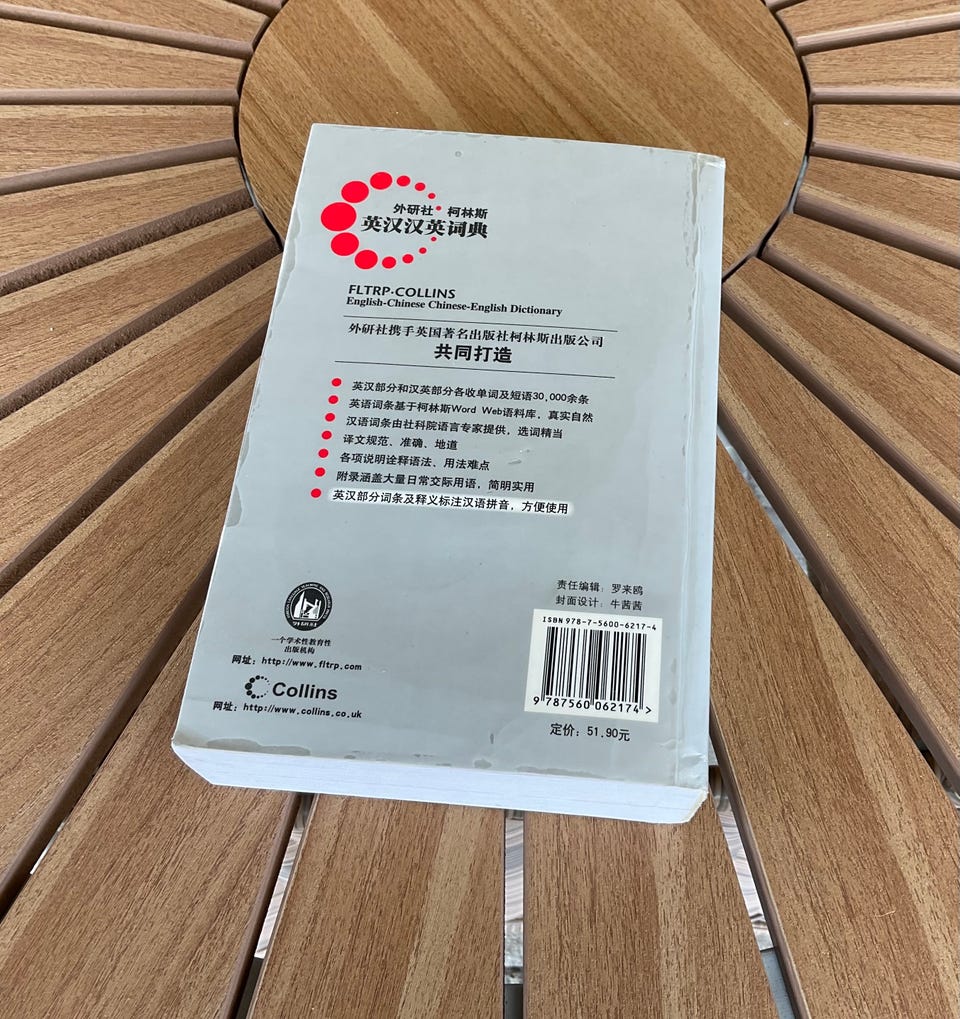 外研社·柯林斯
英汉汉英词典
FLTRP·COLLINS
English-Chinese Chinese-English Dictionary
外研社携手英国著名出版社柯林斯出版公司
共同打造
英汉部分和汉英部分各收单词及短语30,000余条
英语词条基于柯林斯Word Web语料库，真实自然
汉语词条由社科院语言专家提供，选词精当
译文规范、准确、地道
各项说明诠释语法、用法难点
附录涵盖大量日常交际用语，简明实用
英汉部分词条及释义标注汉语拼音，方便使用
责任编辑：罗来鸥
封面设计：牛茜茜
ISBN 978-7-5600-6217-4
9 787560 062174 >
定价：51.90元
外研社
一个学术性教育性
出版机构
网址：http://www.fltrp.com
Collins
网址：http://www.collins.co.uk